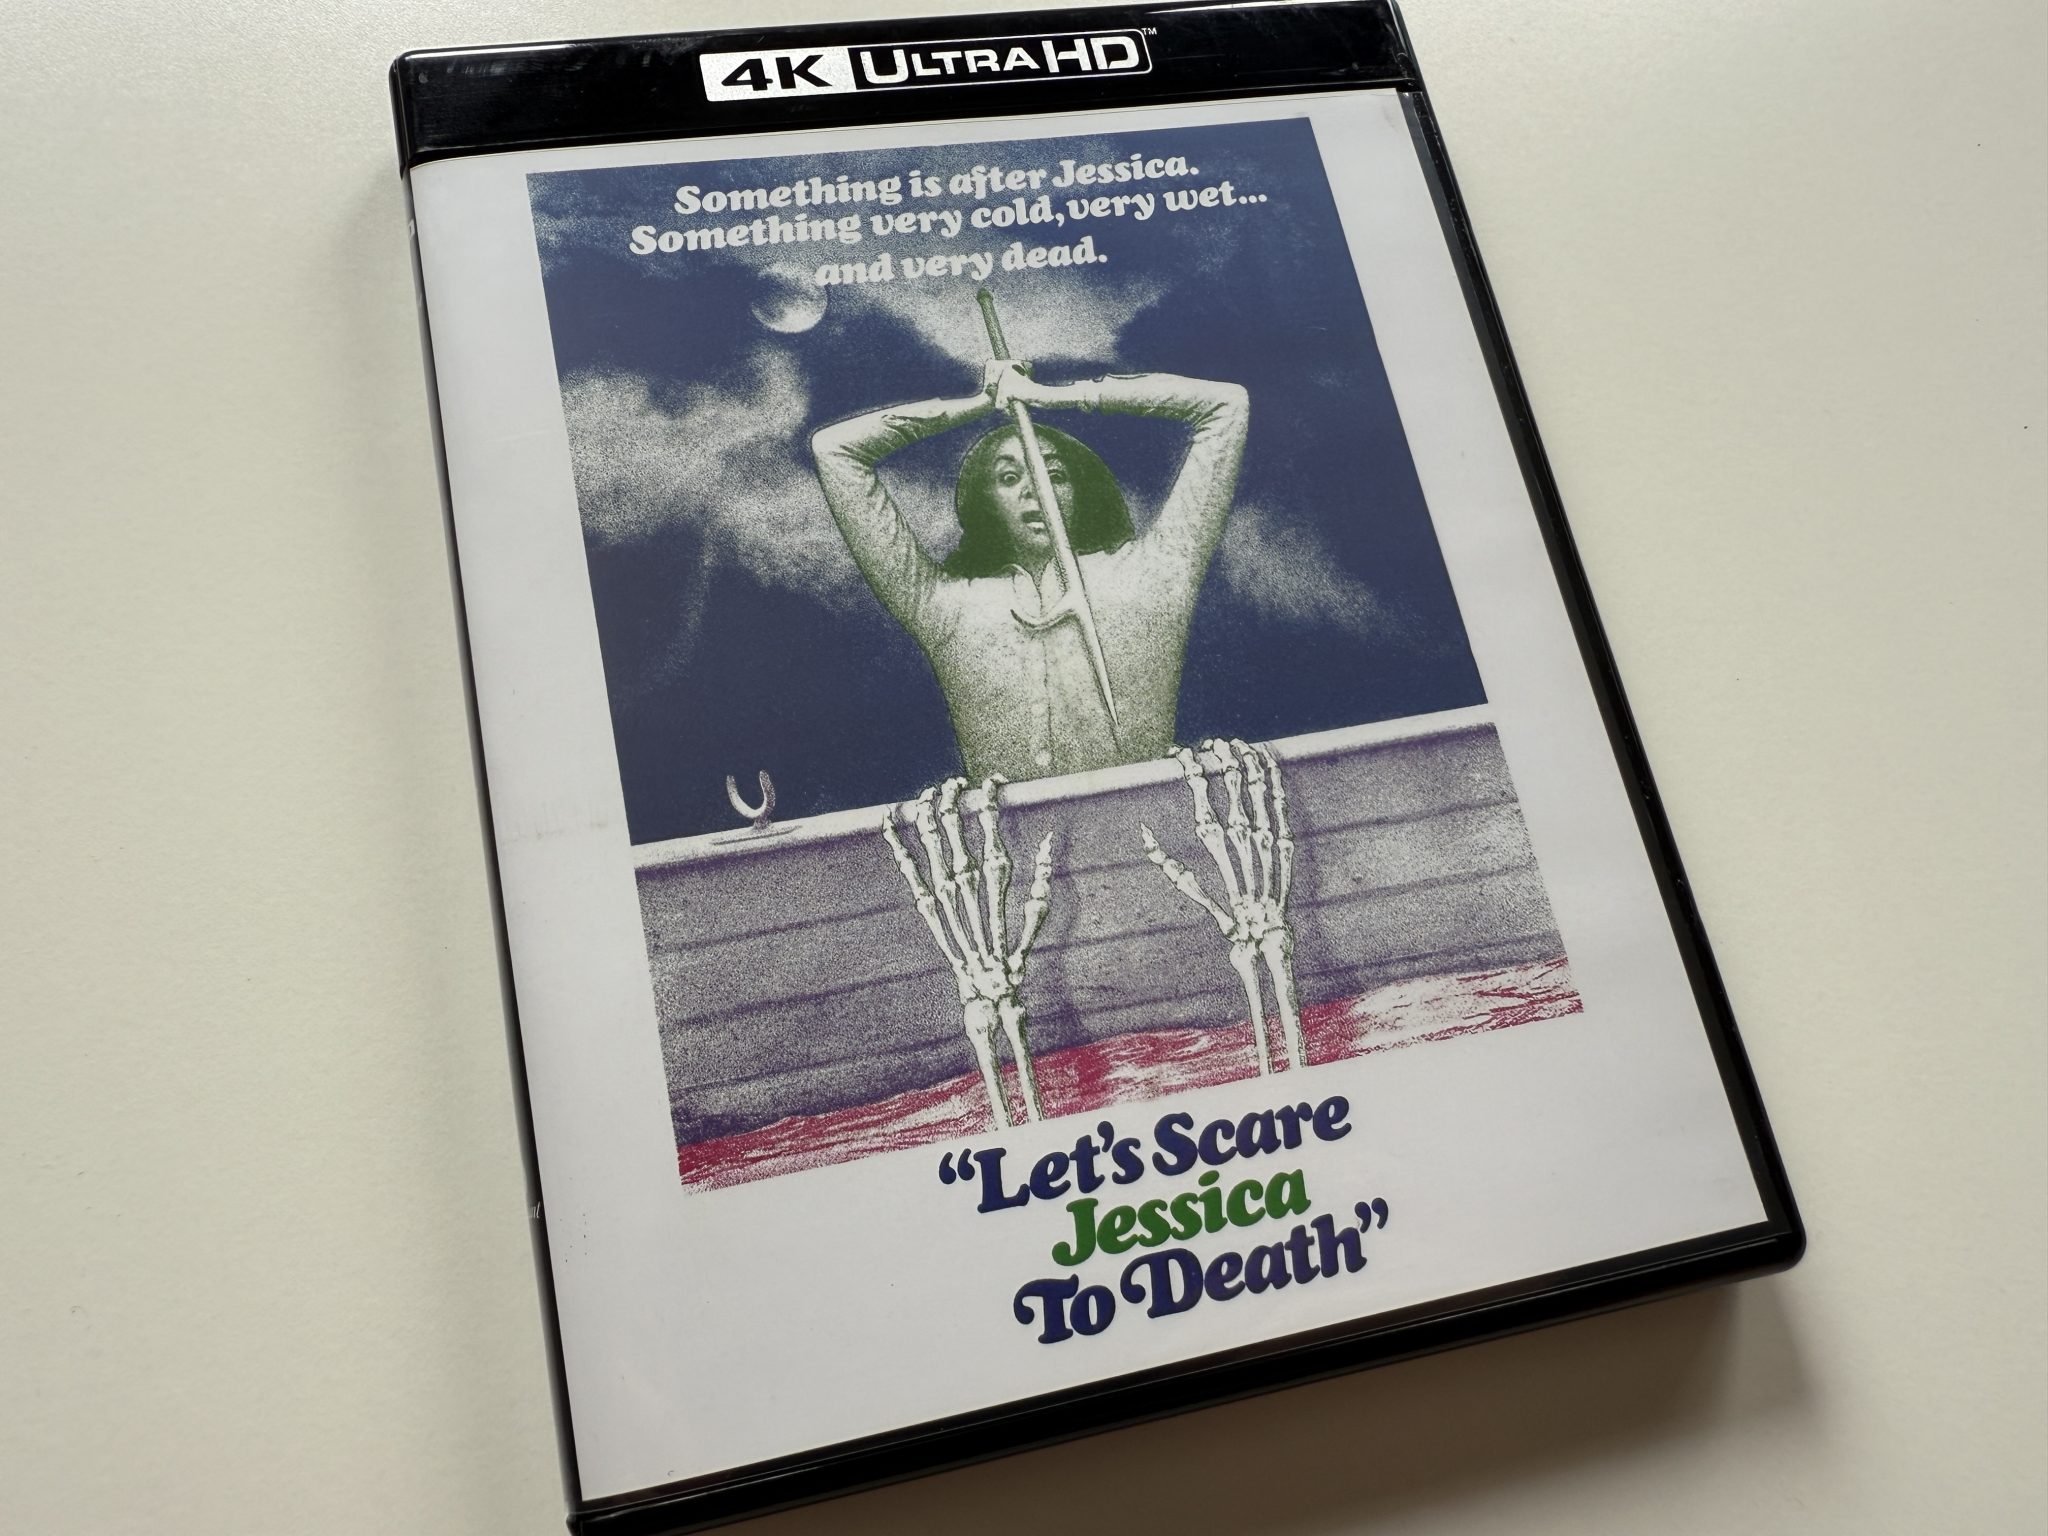 4K ULTRA HD™
Something is after Jessica.
Something very cold, very wet...
and very dead.
“Let's Scare
Jessica
To Death”